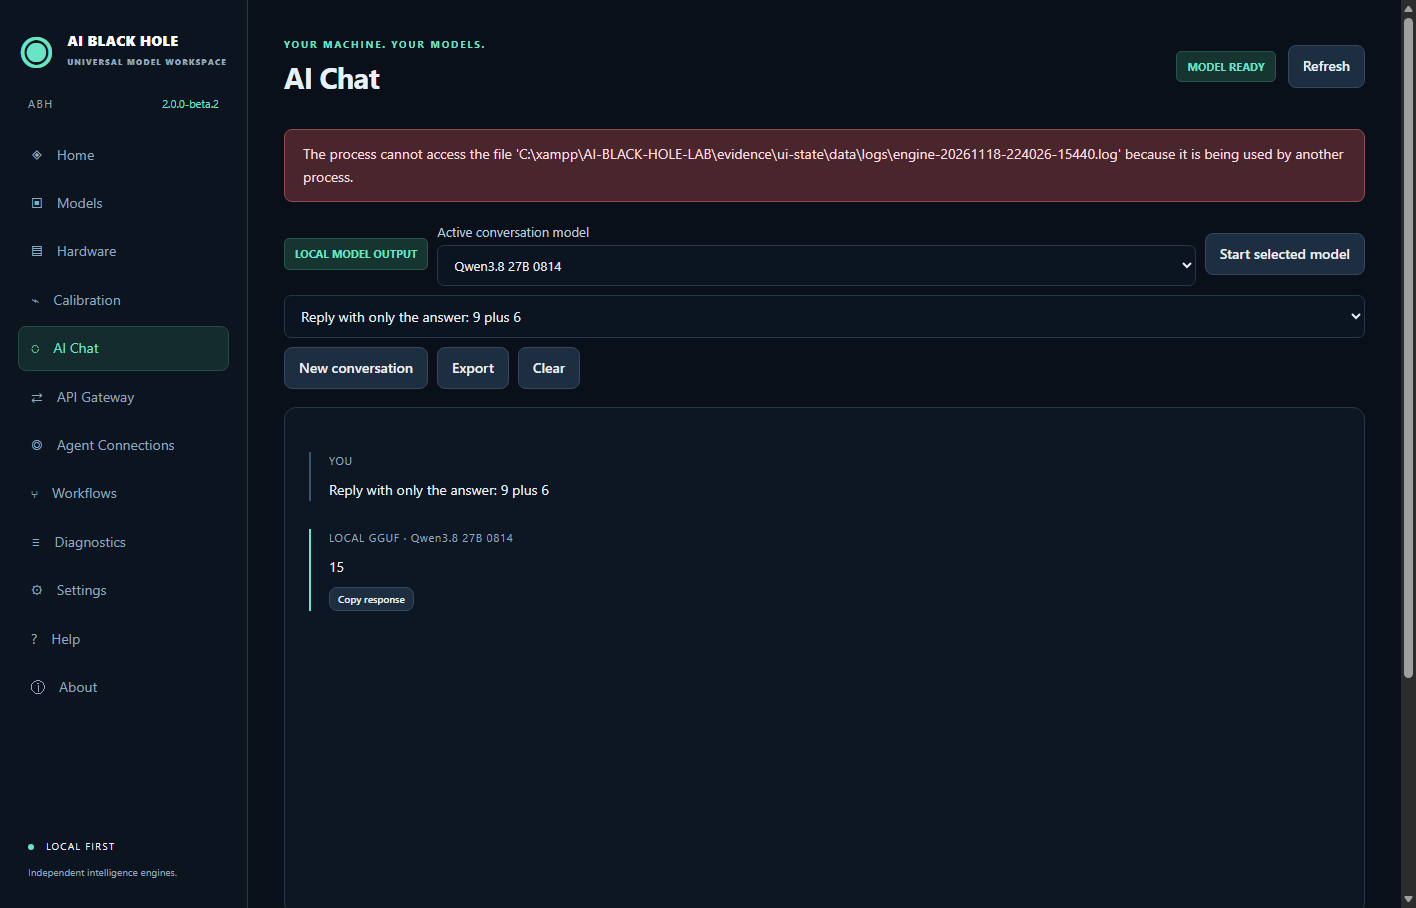 AI BLACK HOLE
UNIVERSAL MODEL WORKSPACE
ABH
2.0.0-beta.2
Home
Models
Hardware
Calibration
AI Chat
API Gateway
Agent Connections
Workflows
Diagnostics
Settings
? Help
About
LOCAL FIRST
Independent intelligence engines.
YOUR MACHINE. YOUR MODELS.
AI Chat
MODEL READY
Refresh
The process cannot access the file 'C:\xampp\AI-BLACK-HOLE-LAB\evidence\ui-state\data\logs\engine-20261118-224026-15440.log' because it is being used by another
process.
LOCAL MODEL OUTPUT
Active conversation model
Qwen3.8 27B 0814
Start selected model
Reply with only the answer: 9 plus 6
New conversation
Export
Clear
YOU
Reply with only the answer: 9 plus 6
LOCAL GGUF · Qwen3.8 27B 0814
15
Copy response